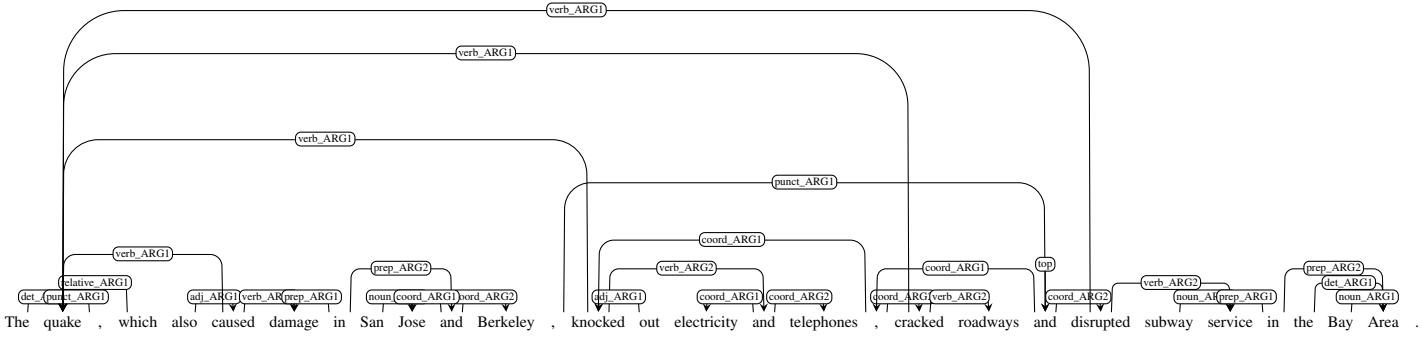 verb_ARG1
verb_ARG1
verb_ARG1
punct_ARG1
coord_ARG1
verb_ARG1
prep_ARG2 verb_ARG2 coord_ARG1 top prep_ARG2
relative_ARG1 verb_ARG2 det_ARG1
punct_ARG1 adj_ARG1 prep_ARG1 coord_ARG1 adj_ARG1 coord_ARG1 coord_ARG2 verb_ARG2 coord_ARG2 prep_ARG1 noun_ARG1
The quake , which also caused damage in San Jose and Berkeley , knocked out electricity and telephones , cracked roadways and disrupted subway service in the Bay Area .